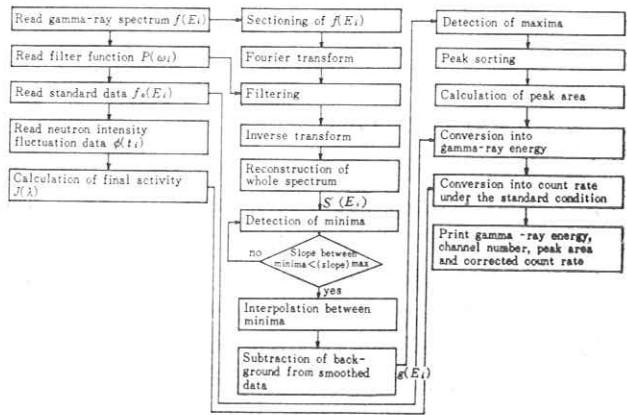 Read gamma-ray spectrum f(Ei)
Read filter function P(ωi)
Read standard data fs(Ei)
Read neutron intensity
fluctuation data φ(ti)
Calculation of final activity
J(λ)
Sectioning of f(Ei)
Fourier transform
Filtering
Inverse transform
Reconstruction of
whole spectrum
S'(Ei)
Detection of minima
no
Slope between
minima<(slope)max
yes
Interpolation between
minima
Subtraction of back-
ground from smoothed
data
g(Ei)
Detection of maxima
Peak sorting
Calculation of peak area
Conversion into
gamma-ray energy
Conversion into count rate
under the standard condition
Print gamma -ray energy,
channel number, peak area
and corrected count rate